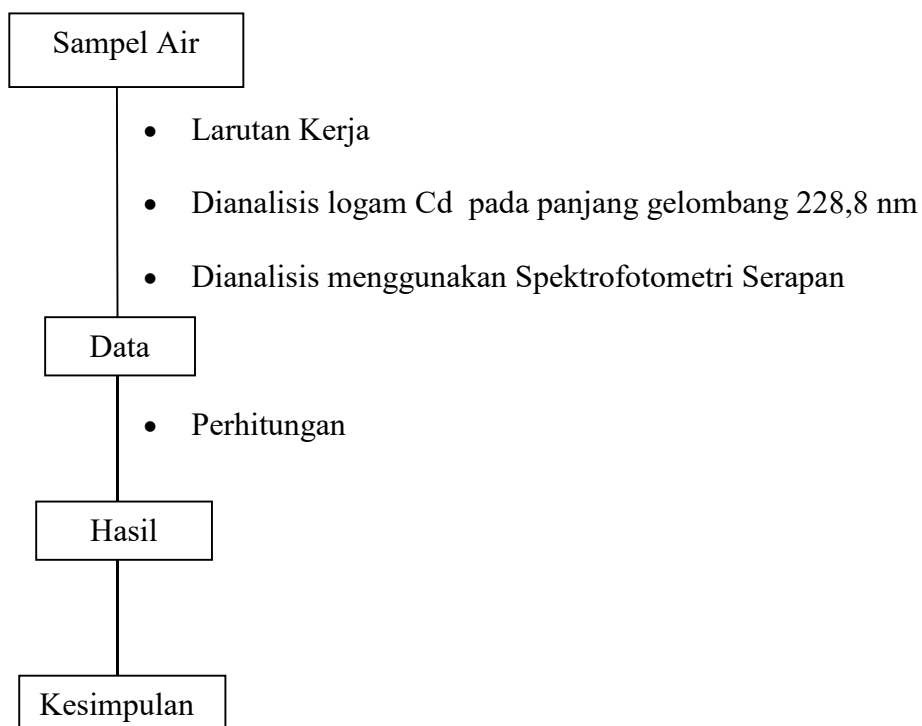 Sampel Air
• Larutan Kerja
• Dianalisis logam Cd pada panjang gelombang 228,8 nm
• Dianalisis menggunakan Spektrofotometri Serapan
Data
• Perhitungan
Hasil
Kesimpulan